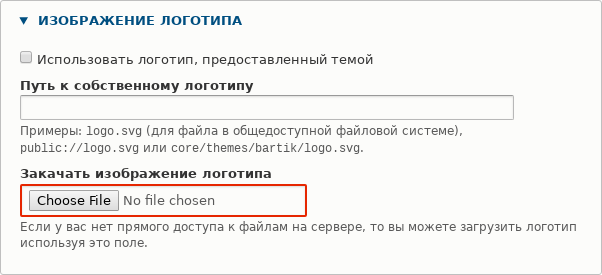 ИЗОБРАЖЕНИЕ ЛОГОТИПА
Использовать логотип, предоставленный темой
Путь к собственному логотипу
Примеры: logo.svg (для файла в общедоступной файловой системе),
public://logo.svg или core/themes/bartik/logo.svg.
Закачать изображение логотипа
Choose File No file chosen
Если у вас нет прямого доступа к файлам на сервере, то вы можете загрузить логотип
используя это поле.